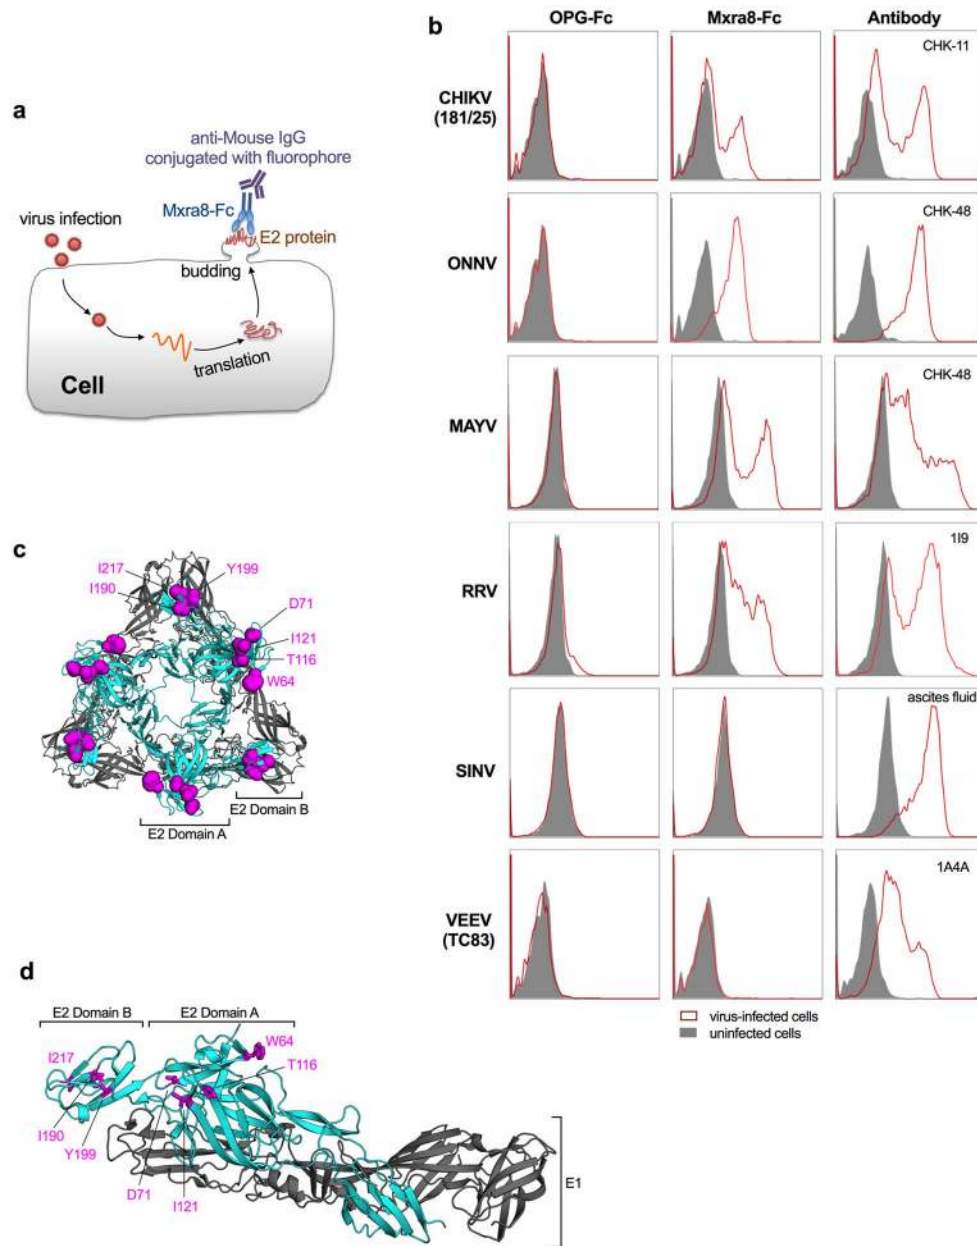 a
anti-Mouse IgG
conjugated with fluorophore
Mxra8-Fc
virus infection
E2 protein
budding
translation
Cell
b
OPG-Fc Mxra8-Fc Antibody
CHIKV
(181/25)
CHK-11
ONNV
CHK-48
MAYV
CHK-48
RRV
1I9
SINV
ascites fluid
VEEV
(TC83)
1A4A
virus-infected cells
uninfected cells
c
I217
Y199
I190
D71
I121
T116
W64
E2 Domain B
E2 Domain A
d
E2 Domain B
E2 Domain A
W64
I217
T116
I190
Y199
D71
I121
E1